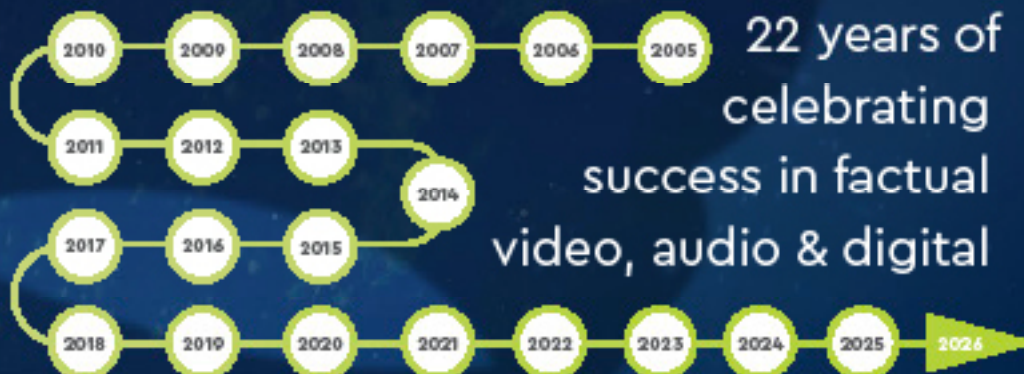 2010 2009 2008 2007 2006 2005
22 years of
celebrating
success in factual
video, audio & digital
2011 2012 2013
2014
2017 2016 2015
2018 2019 2020 2021 2022 2023 2024 2025 2026